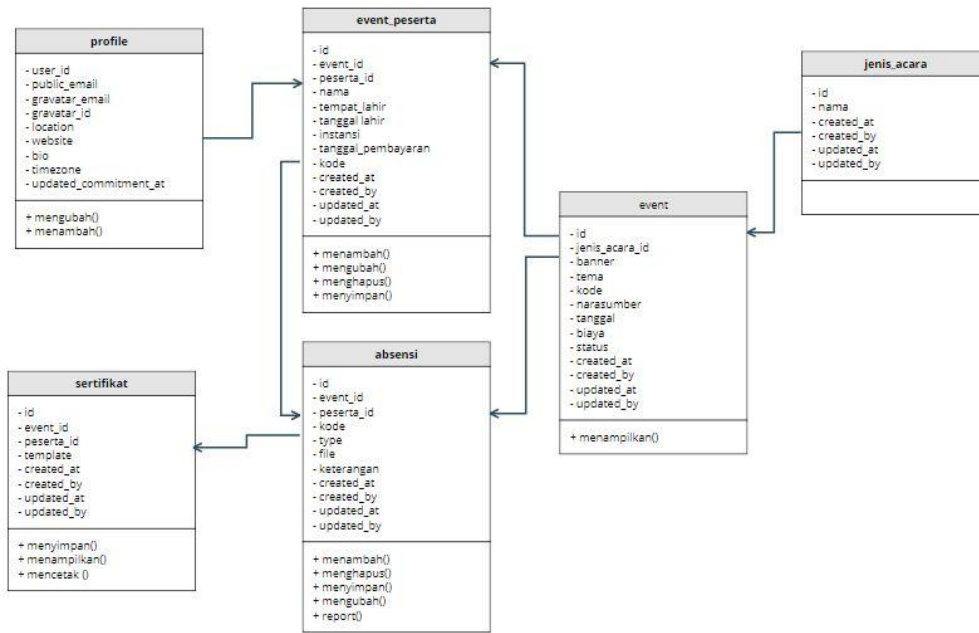 profile
- user_id
- public_email
- gravatar_email
- gravatar_id
- location
- website
- bio
- timezone
- updated_commitment_at
+ mengubah()
+ menambah()
event_peserta
- id
- event_id
- peserta_id
- nama
- tempat_lahir
- tanggal lahir
- instansi
- tanggal_pembayaran
- kode
- created_at
- created_by
- updated_at
- updated_by
+ menambah()
+ mengubah()
+ menghapus()
+ menyimpan()
jenis_acara
- id
- nama
- created_at
- created_by
- updated_at
- updated_by
event
- id
- jenis_acara_id
- banner
- tema
- kode
- narasumber
- tanggal
- biaya
- status
- created_at
- created_by
- updated_at
- updated_by
+ menampilkan()
absensi
- id
- event_id
- peserta_id
- kode
- type
- file
- keterangan
- created_at
- created_by
- updated_at
- updated_by
+ menambah()
+ menghapus()
+ menyimpan()
+ mengubah()
+ report()
sertifikat
- id
- event_id
- peserta_id
- template
- created_at
- created_by
- updated_at
- updated_by
+ menyimpan()
+ menampilkan()
+ mencetak ()